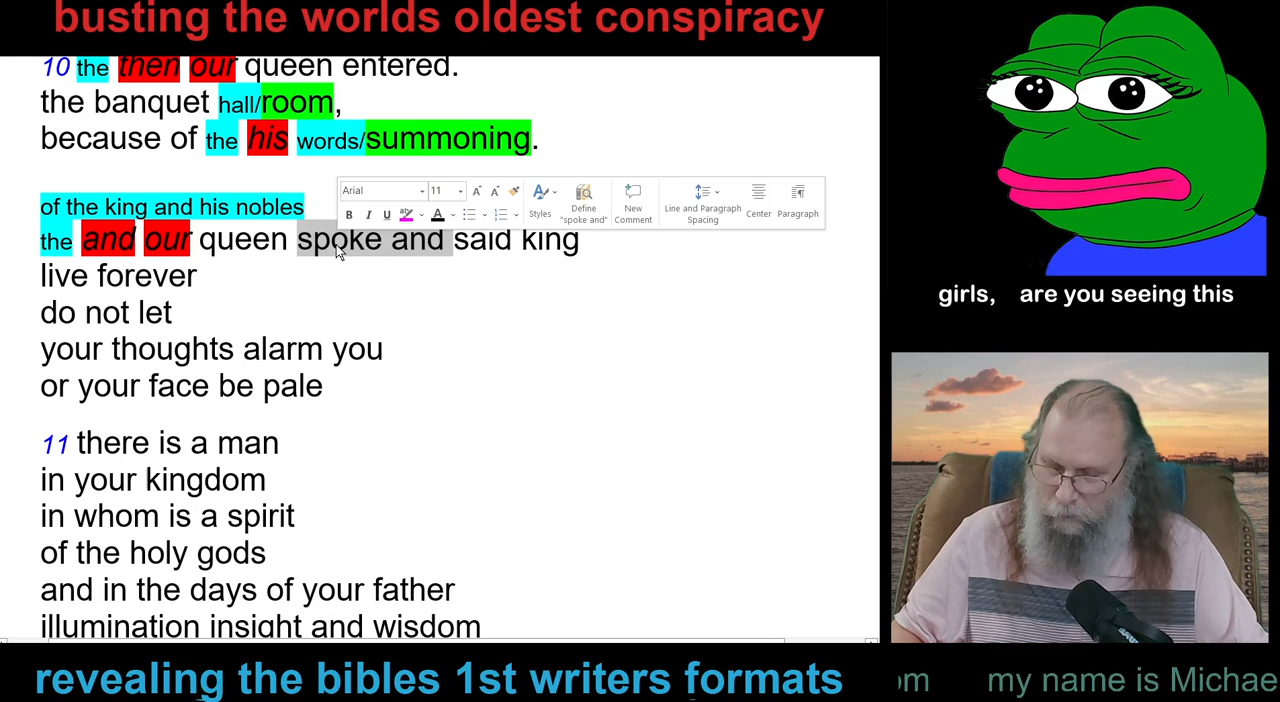 busting the worlds oldest conspiracy
10 the then our queen entered.
the banquet hall/room,
because of the his words/summoning.
Arial 11
Styles
Define "spoke and"
New Comment
Line and Paragraph Spacing
Center
Paragraph
of the king and his nobles
the and our queen spoke and said king
live forever
do not let
your thoughts alarm you
or your face be pale
11 there is a man
in your kingdom
in whom is a spirit
of the holy gods
and in the days of your father
illumination insight and wisdom
girls, are you seeing this
revealing the bibles 1st writers formats
om my name is Michae